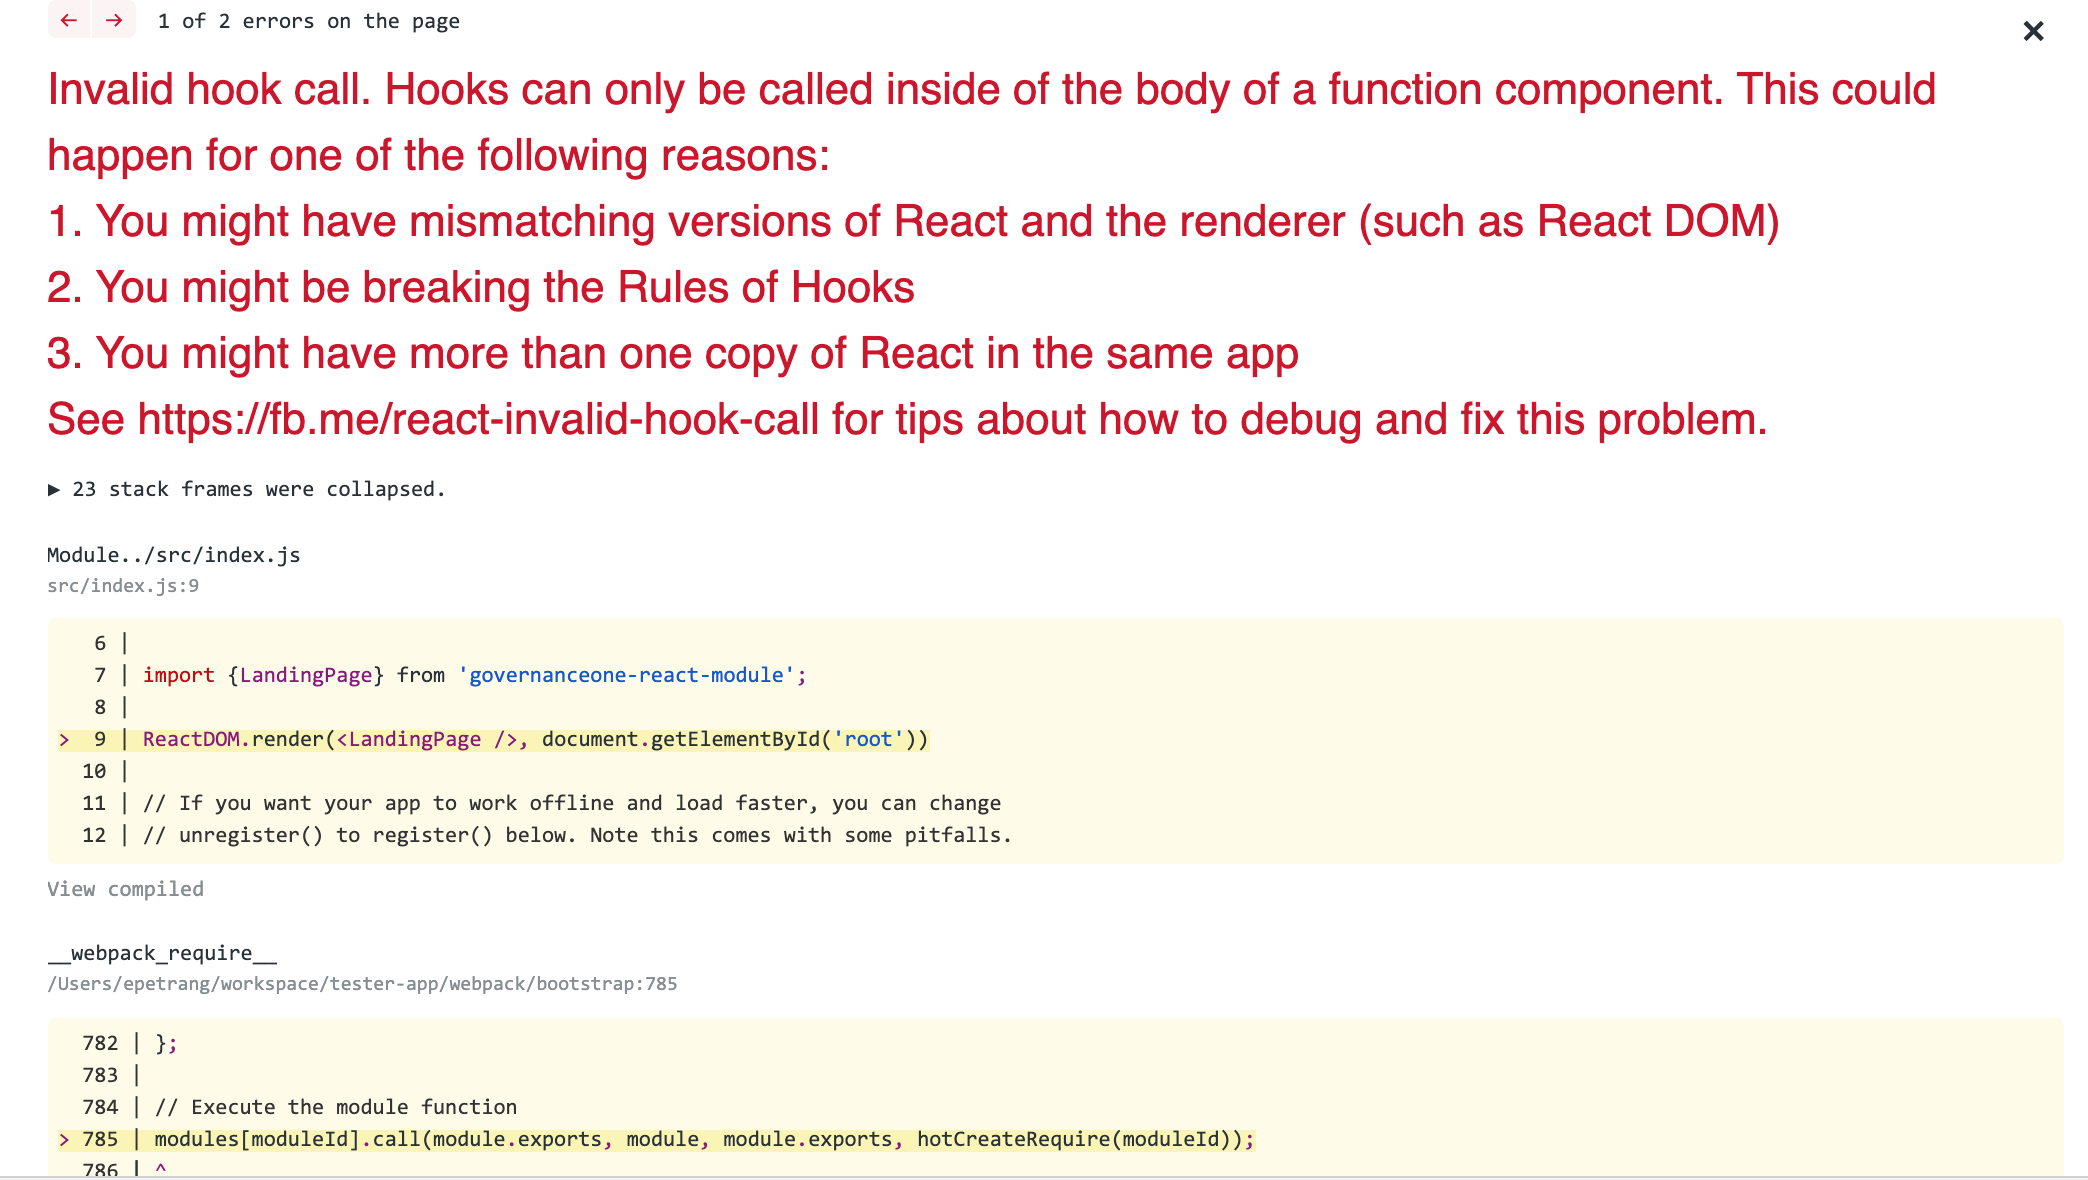 ← → 1 of 2 errors on the page ×
Invalid hook call. Hooks can only be called inside of the body of a function component. This could
happen for one of the following reasons:
1. You might have mismatching versions of React and the renderer (such as React DOM)
2. You might be breaking the Rules of Hooks
3. You might have more than one copy of React in the same app
See https://fb.me/react-invalid-hook-call for tips about how to debug and fix this problem.
▶ 23 stack frames were collapsed.
Module../src/index.js
src/index.js:9
6 |
7 | import {LandingPage} from 'governanceone-react-module';
8 |
> 9 | ReactDOM.render(<LandingPage />, document.getElementById('root'))
10 |
11 | // If you want your app to work offline and load faster, you can change
12 | // unregister() to register() below. Note this comes with some pitfalls.
View compiled
__webpack_require__
/Users/epetrang/workspace/tester-app/webpack/bootstrap:785
782 | };
783 |
784 | // Execute the module function
> 785 | modules[moduleId].call(module.exports, module, module.exports, hotCreateRequire(moduleId));
786 | ^